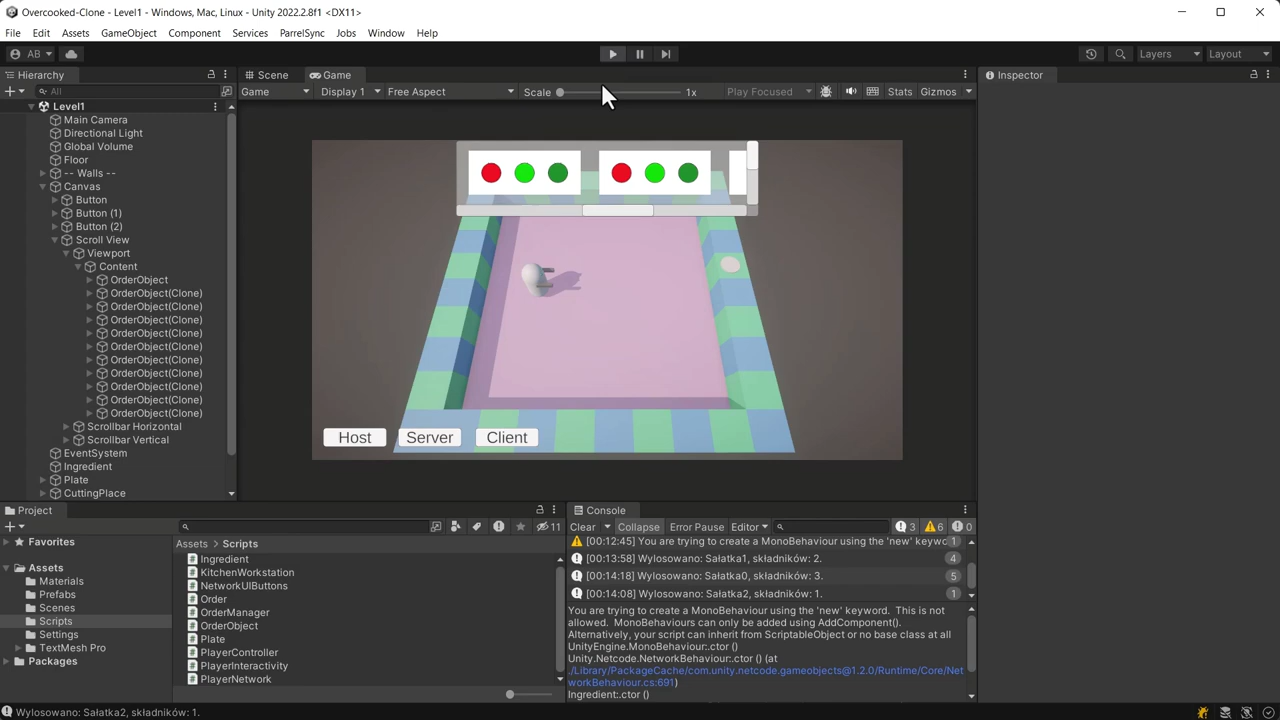 Overcooked-Clone - Level1 - Windows, Mac, Linux - Unity 2022.2.8f1 <DX11>
File Edit Assets GameObject Component Services ParrelSync Jobs Window Help
AB Layers Layout
Hierarchy Scene Game Inspector
All Game Display 1 Free Aspect Scale 1x Play Focused Stats Gizmos
Level1
Main Camera
Directional Light
Global Volume
Floor
-- Walls --
Canvas
Button
Button (1)
Button (2)
Scroll View
Viewport
Content
OrderObject
OrderObject(Clone)
OrderObject(Clone)
OrderObject(Clone)
OrderObject(Clone)
OrderObject(Clone)
OrderObject(Clone)
OrderObject(Clone)
OrderObject(Clone)
OrderObject(Clone)
OrderObject(Clone)
Scrollbar Horizontal
Scrollbar Vertical
EventSystem
Ingredient
Plate
CuttingPlace
Host Server Client
Project
11
Favorites
Assets
Materials
Prefabs
Scenes
Scripts
Settings
TextMesh Pro
Packages
Assets Scripts
Ingredient
KitchenWorkstation
NetworkUIButtons
Order
OrderManager
OrderObject
Plate
PlayerController
PlayerInteractivity
PlayerNetwork
Console
Clear Collapse Error Pause Editor 3 6 0
[00:12:45] You are trying to create a MonoBehaviour using the 'new' keywo 1
[00:13:58] Wylosowano: Sałatka1, składników: 2. 4
[00:14:18] Wylosowano: Sałatka0, składników: 3. 5
[00:14:08] Wylosowano: Sałatka2, składników: 1. 1
You are trying to create a MonoBehaviour using the 'new' keyword.  This is not
allowed.  MonoBehaviours can only be added using AddComponent().
Alternatively, your script can inherit from ScriptableObject or no base class at all
UnityEngine.MonoBehaviour:.ctor ()
Unity.Netcode.NetworkBehaviour:.ctor () (at
./Library/PackageCache/com.unity.netcode.gameobjects@1.2.0/Runtime/Core/Net
workBehaviour.cs:691)
Ingredient:.ctor ()
Wylosowano: Sałatka2, składników: 1.